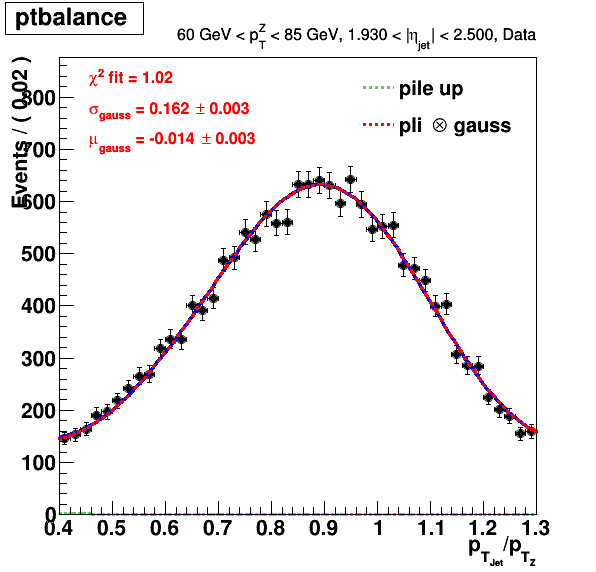 ptbalance
60 GeV < p_T^Z < 85 GeV, 1.930 < |η_jet| < 2.500, Data
χ² fit = 1.02
σ_gauss = 0.162 ± 0.003
μ_gauss = -0.014 ± 0.003
pile up
pli ⊗ gauss
Events / ( 0.02 )
800
700
600
500
400
300
200
100
0
0.4 0.5 0.6 0.7 0.8 0.9 1 1.1 1.2 1.3
p_T_Jet/p_T_Z